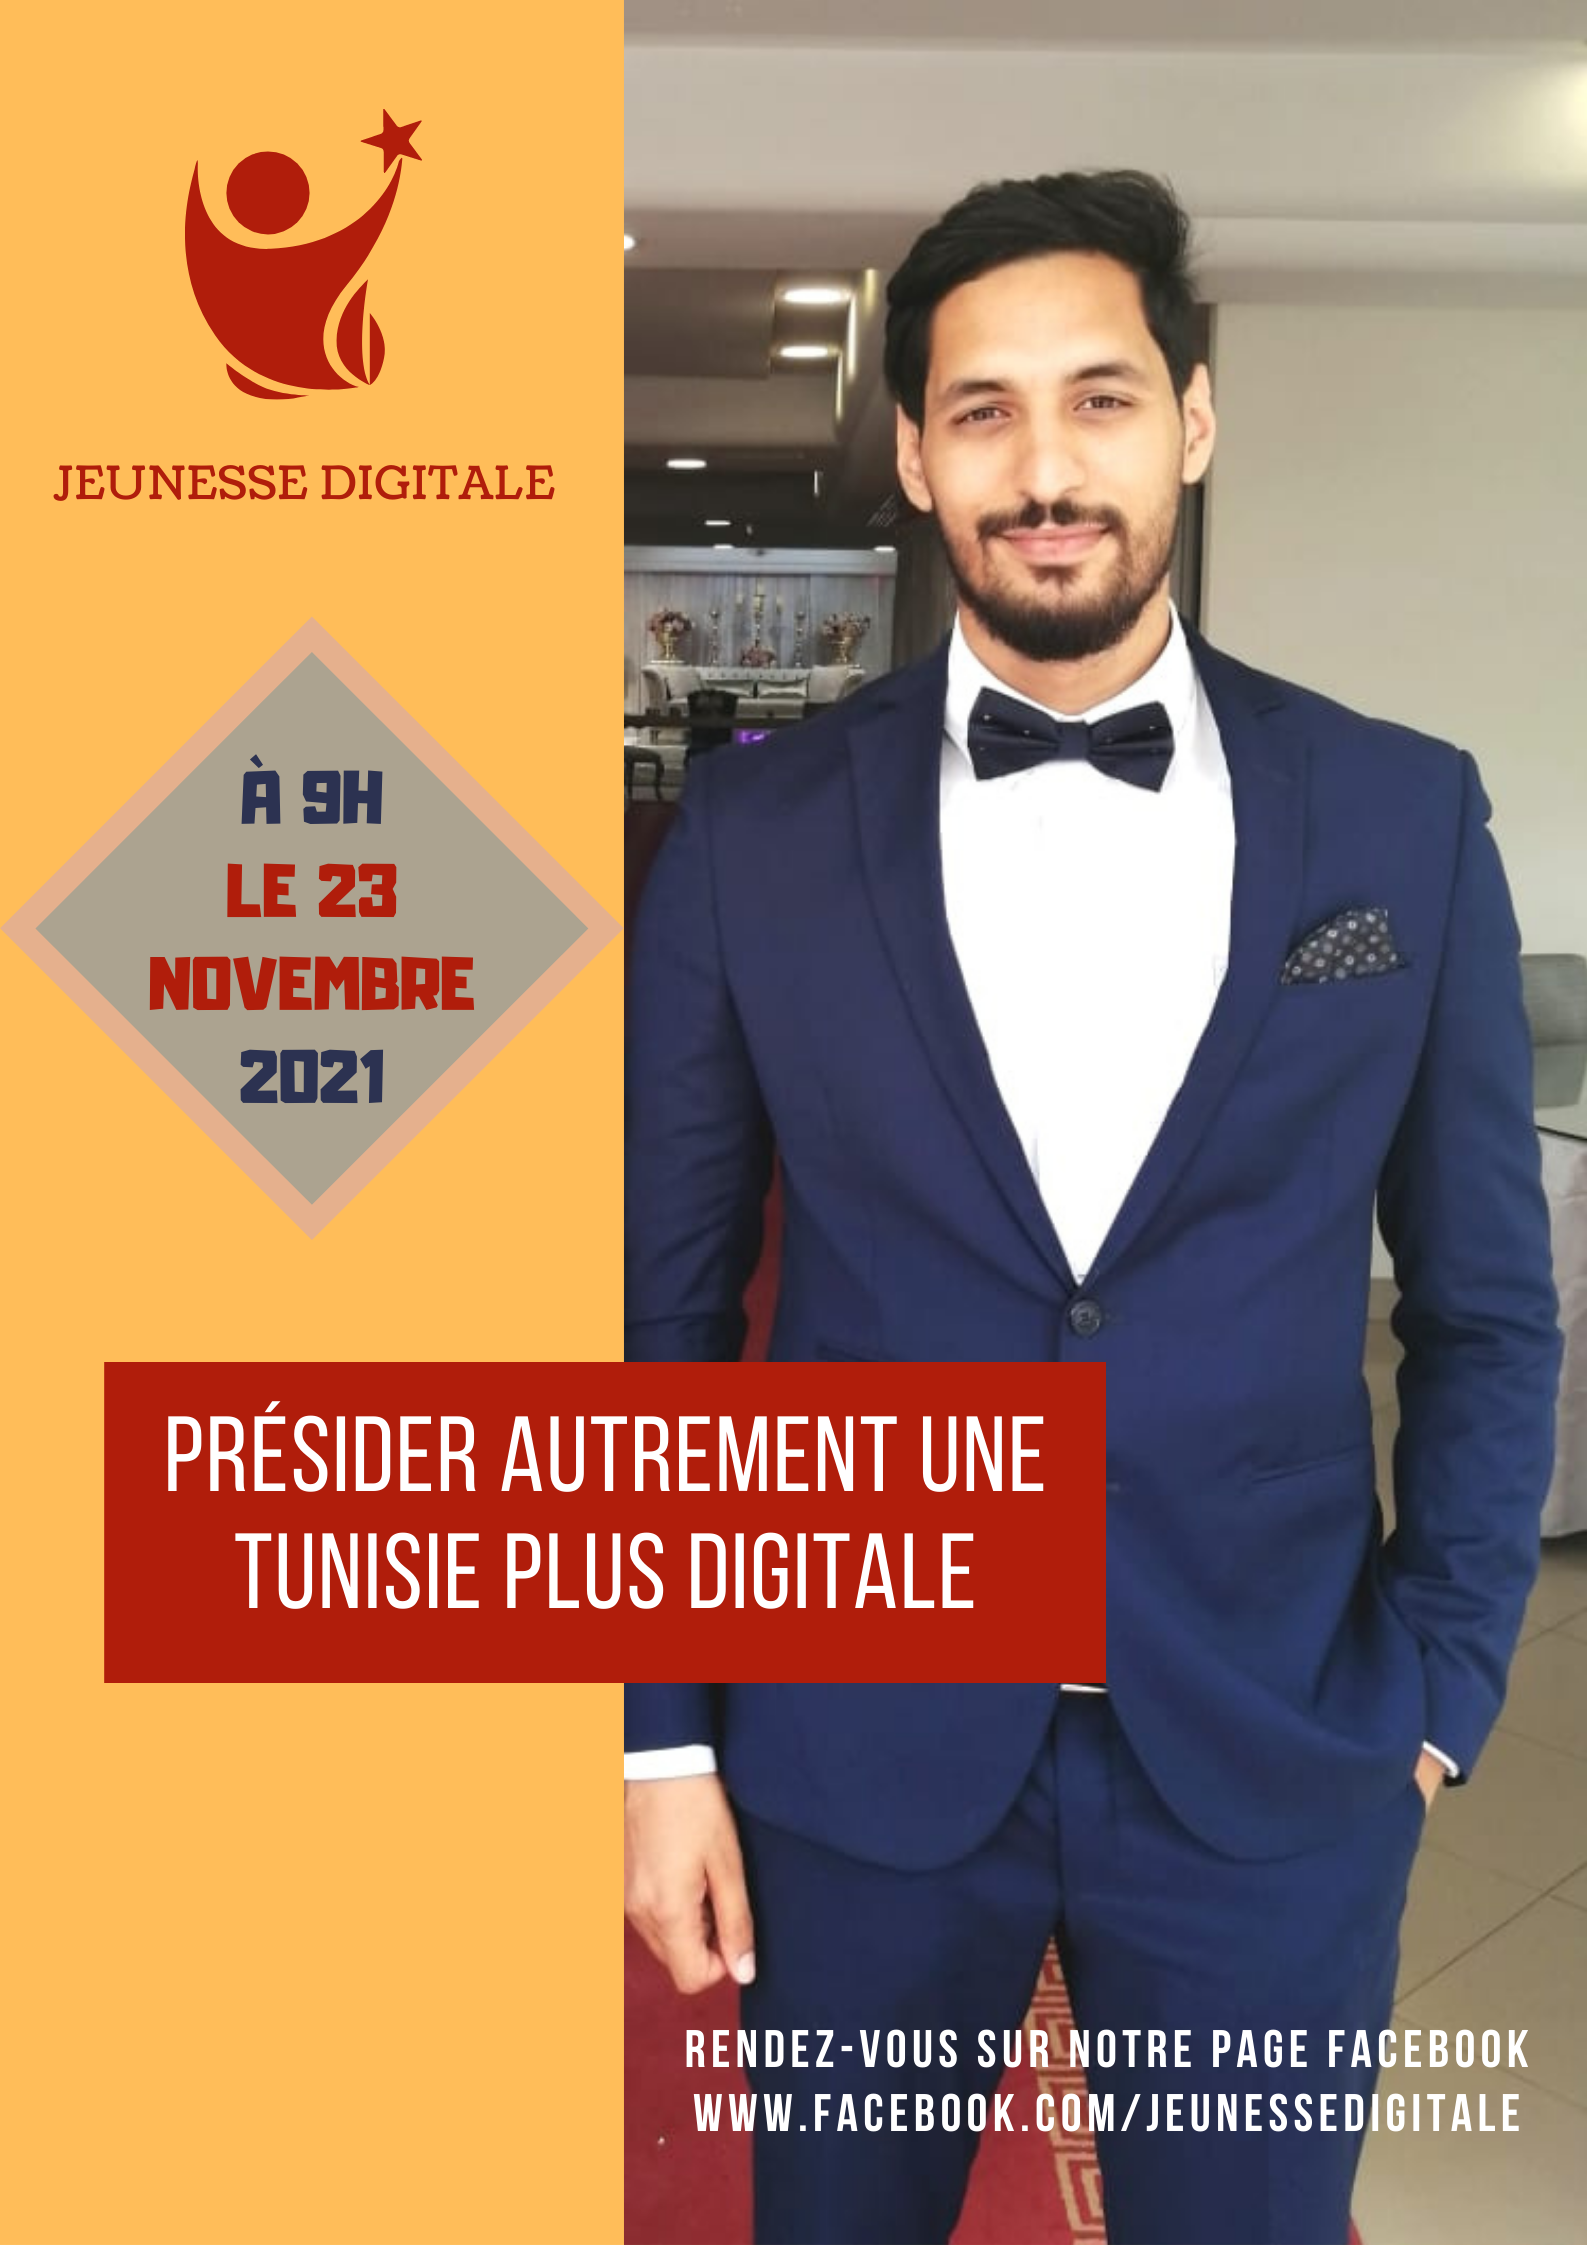 JEUNESSE DIGITALE
À 9H
LE 23
NOVEMBRE
2021
PRÉSIDER AUTREMENT UNE
TUNISIE PLUS DIGITALE
RENDEZ-VOUS SUR NOTRE PAGE FACEBOOK
WWW.FACEBOOK.COM/JEUNESSEDIGITALE